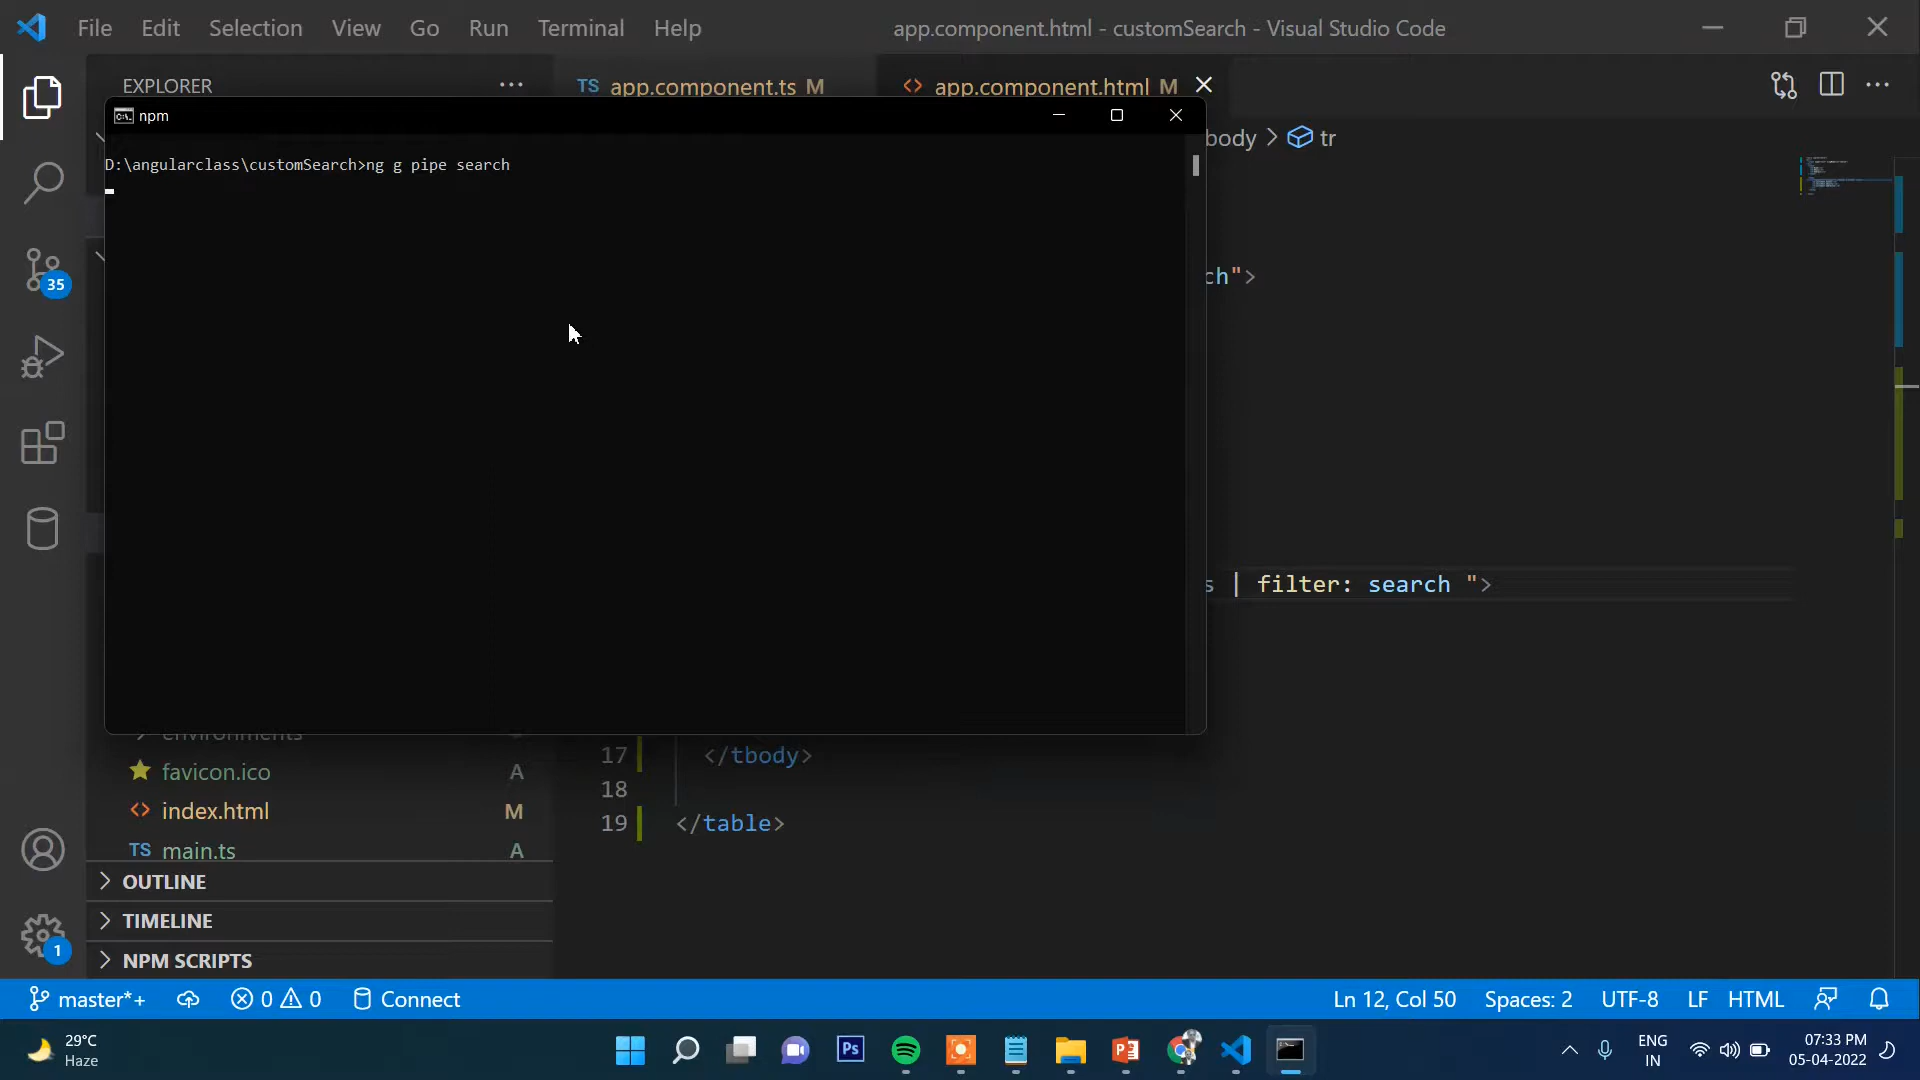 File Edit Selection View Go Run Terminal Help
app.component.html - customSearch - Visual Studio Code
EXPLORER
TS app.component.ts M
<> app.component.html M
npm
D:\angularclass\customSearch>ng g pipe search
body > tr
ch">
s | filter: search ">
35
environments
17 </tbody>
18
19 </table>
favicon.ico A
<> index.html M
TS main.ts A
OUTLINE
TIMELINE
NPM SCRIPTS
1
master*+
0 0
Connect
Ln 12, Col 50
Spaces: 2
UTF-8
LF
HTML
29°C
Haze
Ps
ENG
IN
07:33 PM
05-04-2022